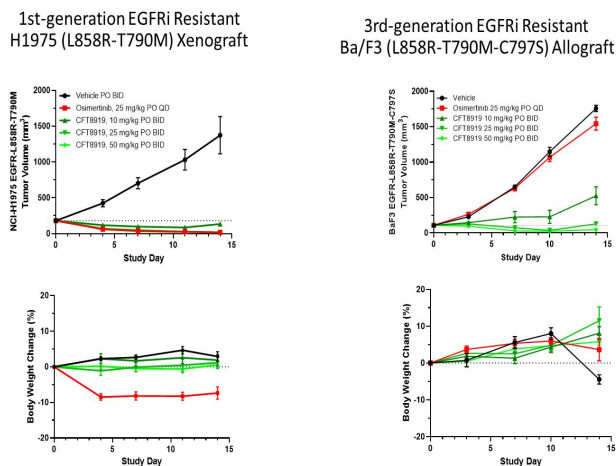 1st-generation EGFRi Resistant
H1975 (L858R-T790M) Xenograft
3rd-generation EGFRi Resistant
Ba/F3 (L858R-T790M-C797S) Allograft
NCI-H1975 EGFR-L858R-T790M
Tumor Volume (mm3)
2000
1500
1000
500
0
Vehicle PO BID
Osimertinib, 25 mg/kg PO QD
CFT8919, 10 mg/kg PO BID
CFT8919, 25 mg/kg PO BID
CFT8919, 50 mg/kg PO BID
0
5
10
15
Study Day
BaF3 EGFR-L858R-T790M-C797S
Tumor Volume (mm3)
2000
1500
1000
500
0
Vehicle
Osimertinib 25 mg/kg PO QD
CFT8919 10 mg/kg PO BID
CFT8919 25 mg/kg PO BID
CFT8919 50 mg/kg PO BID
0
5
10
15
Study Day
Body Weight Change (%)
20
10
0
-10
-20
0
5
10
15
Study Day
Body Weight Change (%)
20
10
0
-10
-20
0
5
10
15
Study Day